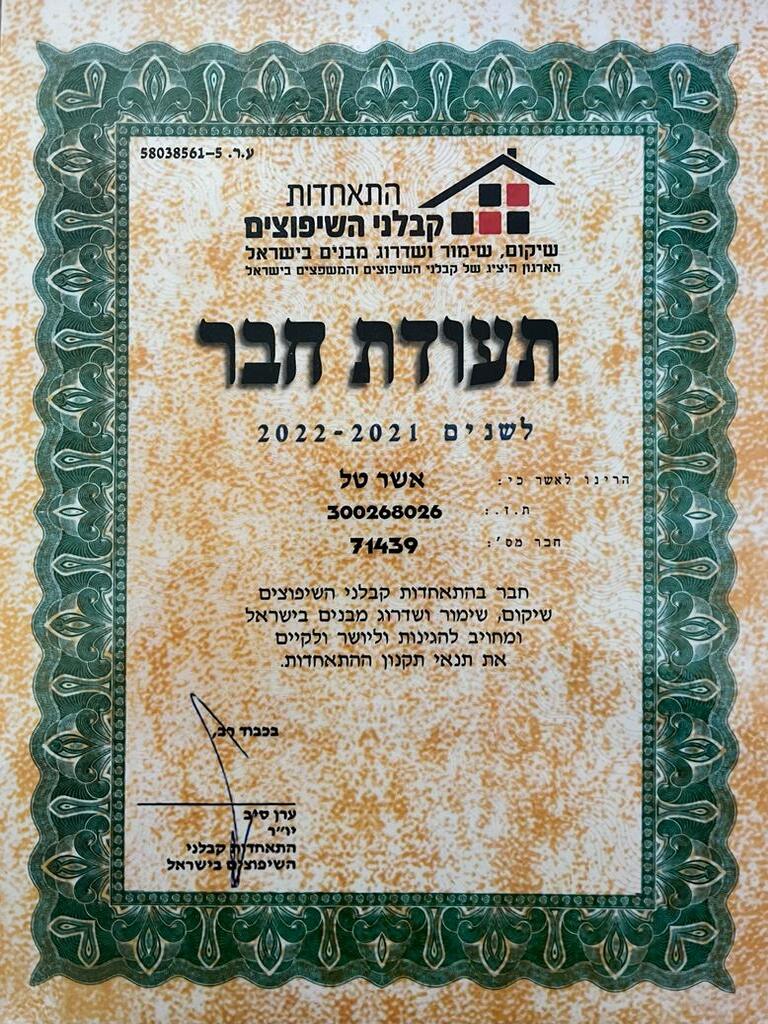 ע.ר. 58038561-5
התאחדות
קבלני השיפוצים
שיקום, שימור ושדרוג מבנים בישראל
הארגון היציג של קבלני השיפוצים והמשפצים בישראל
תעודת חבר
לשנים 2022-2021
הרינו לאשר כי: אשר טל
ת.ז.: 300268026
חבר מס': 71439
חבר בהתאחדות קבלני השיפוצים
שיקום, שימור ושדרוג מבנים בישראל
ומחויב להגינות וליושר ולקיים
את תנאי תקנון ההתאחדות.
בכבוד רב,
ערן סיב
יו"ר
התאחדות קבלני
השיפוצים בישראל